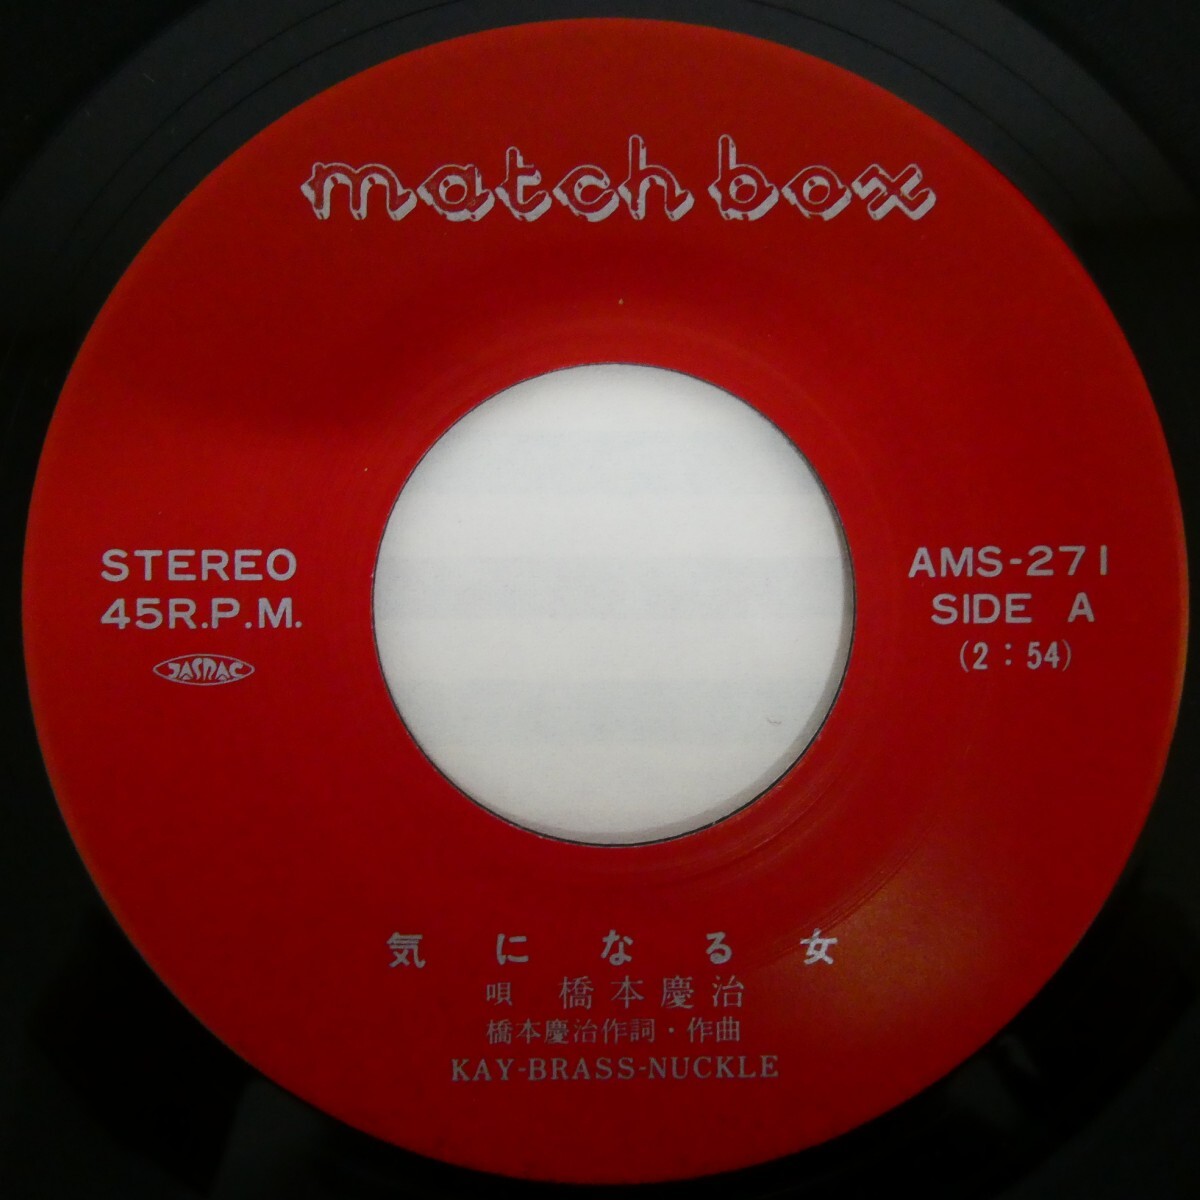 match box
STEREO
45R.P.M.
JASRAC
AMS-271
SIDE A
(2:54)
気になる女
唄 橋本慶治
橋本慶治作詞・作曲
KAY-BRASS-NUCKLE